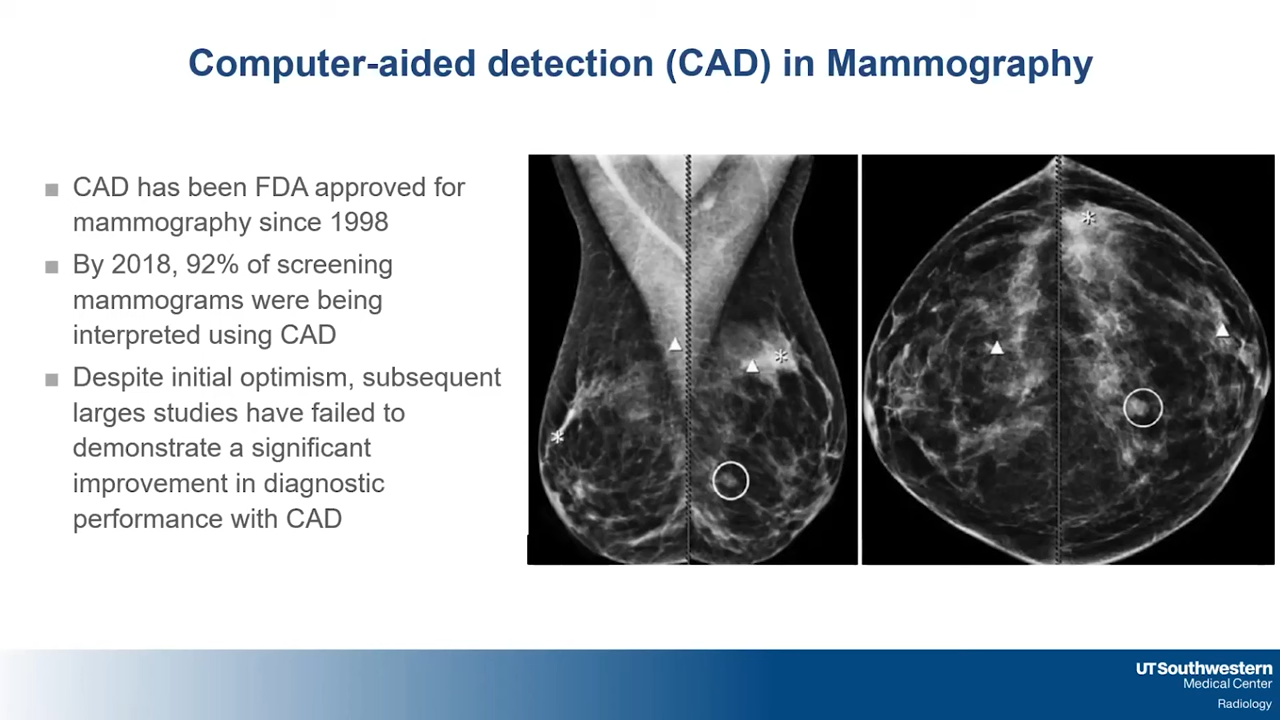 Computer-aided detection (CAD) in Mammography
■ CAD has been FDA approved for
mammography since 1998
■ By 2018, 92% of screening
mammograms were being
interpreted using CAD
■ Despite initial optimism, subsequent
larges studies have failed to
demonstrate a significant
improvement in diagnostic
performance with CAD
UTSouthwestern
Medical Center
Radiology